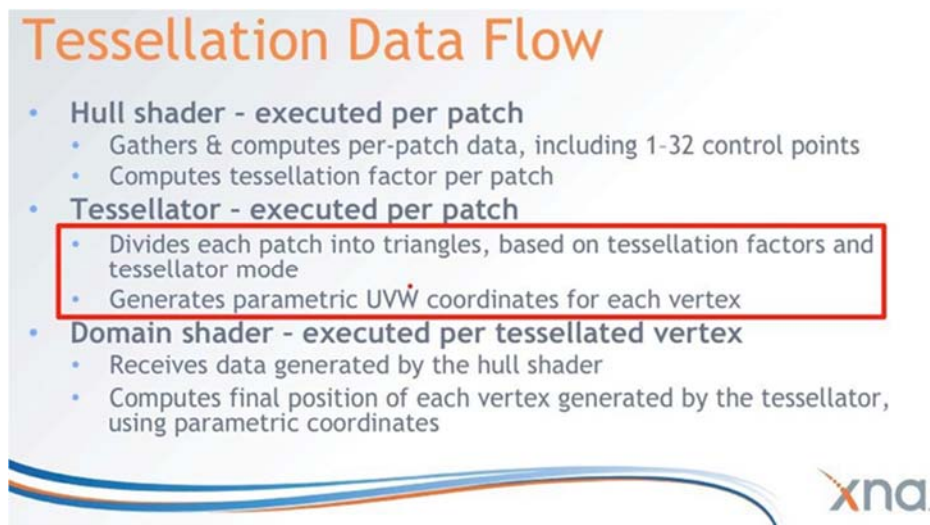 Tessellation Data Flow
• Hull shader – executed per patch
• Gathers & computes per-patch data, including 1–32 control points
• Computes tessellation factor per patch
• Tessellator – executed per patch
• Divides each patch into triangles, based on tessellation factors and
tessellator mode
• Generates parametric UVW coordinates for each vertex
• Domain shader – executed per tessellated vertex
• Receives data generated by the hull shader
• Computes final position of each vertex generated by the tessellator,
using parametric coordinates
xna